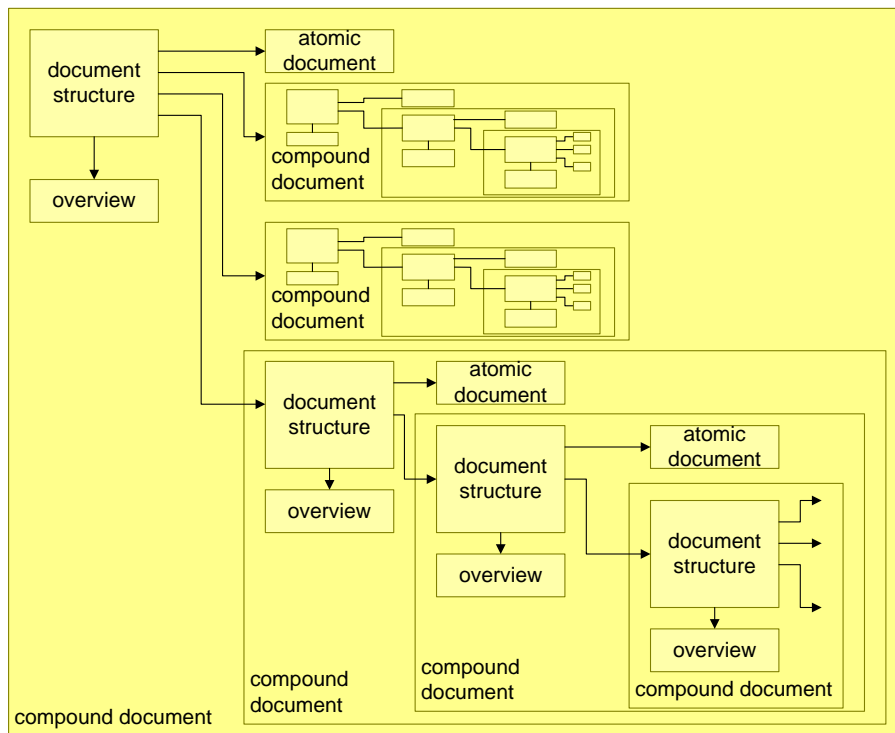 document
structure
overview
atomic
document
compound
document
compound
document
document
structure
overview
atomic
document
document
structure
overview
atomic
document
document
structure
overview
compound document
compound
document
compound
document
compound document